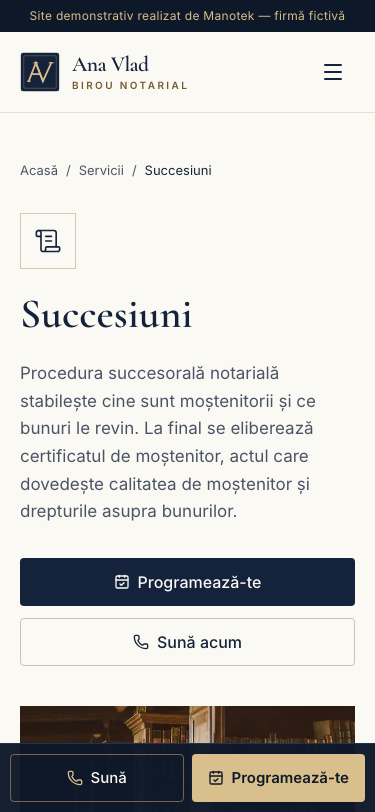 Site demonstrativ realizat de Manotek — firmă fictivă
AV
Ana Vlad
BIROU NOTARIAL
Acasă / Servicii / Succesiuni
Succesiuni
Procedura succesorală notarială
stabilește cine sunt moștenitorii și ce
bunuri le revin. La final se eliberează
certificatul de moștenitor, actul care
dovedește calitatea de moștenitor și
drepturile asupra bunurilor.
Programează-te
Sună acum
Sună
Programează-te